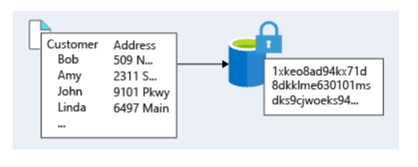 Customer Address
Bob 509 N...
Amy 2311 S...
John 9101 Pkwy
Linda 6497 Main
...
1xkeo8ad94kx71d
8dkklme630101ms
dks9cjwoeks94...